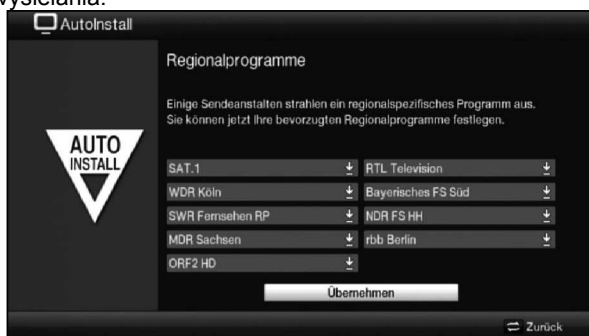 vysielania.
AutoInstall
Regionalprogramme
Einige Sendeanstalten strahlen ein regionalspezifisches Programm aus.
Sie können jetzt Ihre bevorzugten Regionalprogramme festlegen.
AUTO
INSTALL
SAT.1 RTL Television
WDR Köln Bayerisches FS Süd
SWR Fernsehen RP NDR FS HH
MDR Sachsen rbb Berlin
ORF2 HD
Übernehmen
Zurück